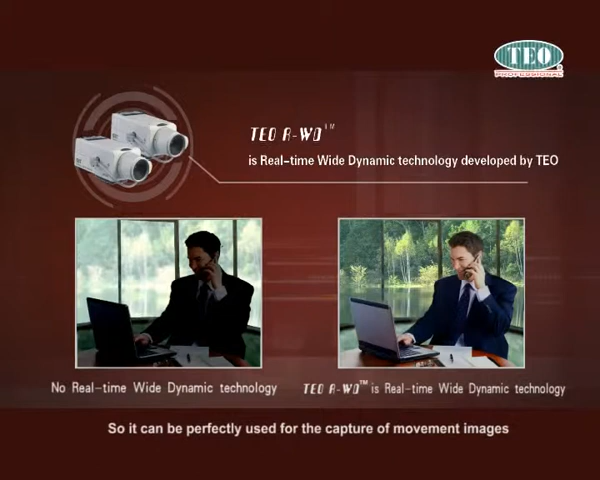 TEO
PROFESSIONAL
TEO R-WD™
is Real-time Wide Dynamic technology developed by TEO
No Real-time Wide Dynamic technology
TEO R-WD™ is Real-time Wide Dynamic technology
So it can be perfectly used for the capture of movement images